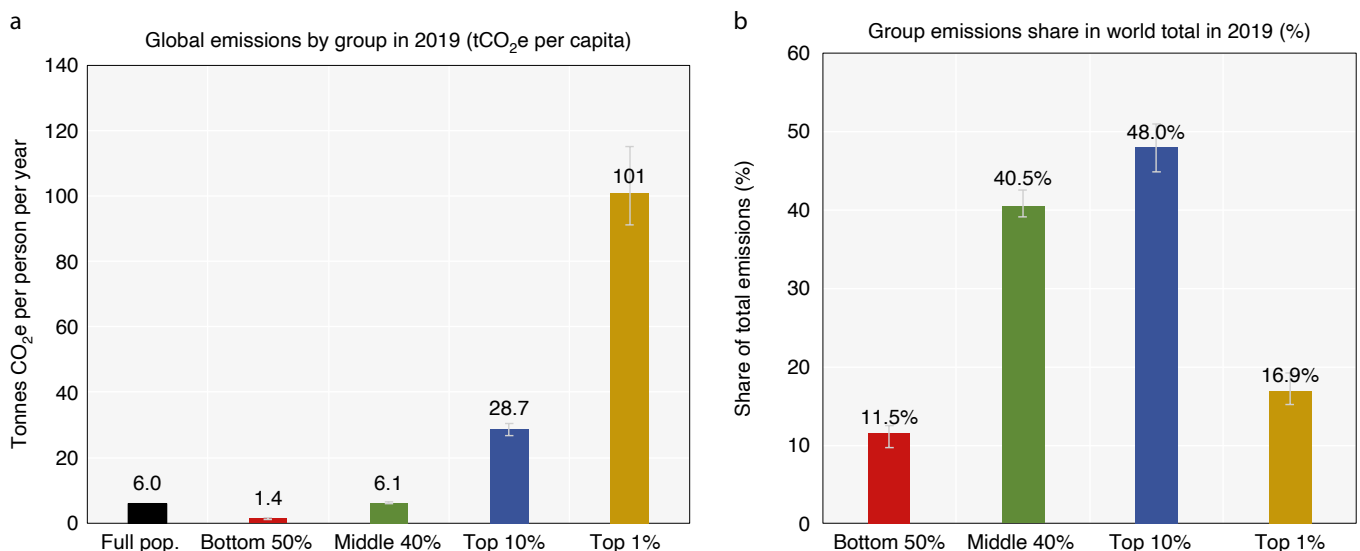 a
Global emissions by group in 2019 (tCO₂e per capita)
Tonnes CO₂e per person per year
140
120
100
80
60
40
20
0
6.0
1.4
6.1
28.7
101
Full pop.
Bottom 50%
Middle 40%
Top 10%
Top 1%
b
Group emissions share in world total in 2019 (%)
Share of total emissions (%)
60
50
40
30
20
10
0
11.5%
40.5%
48.0%
16.9%
Bottom 50%
Middle 40%
Top 10%
Top 1%